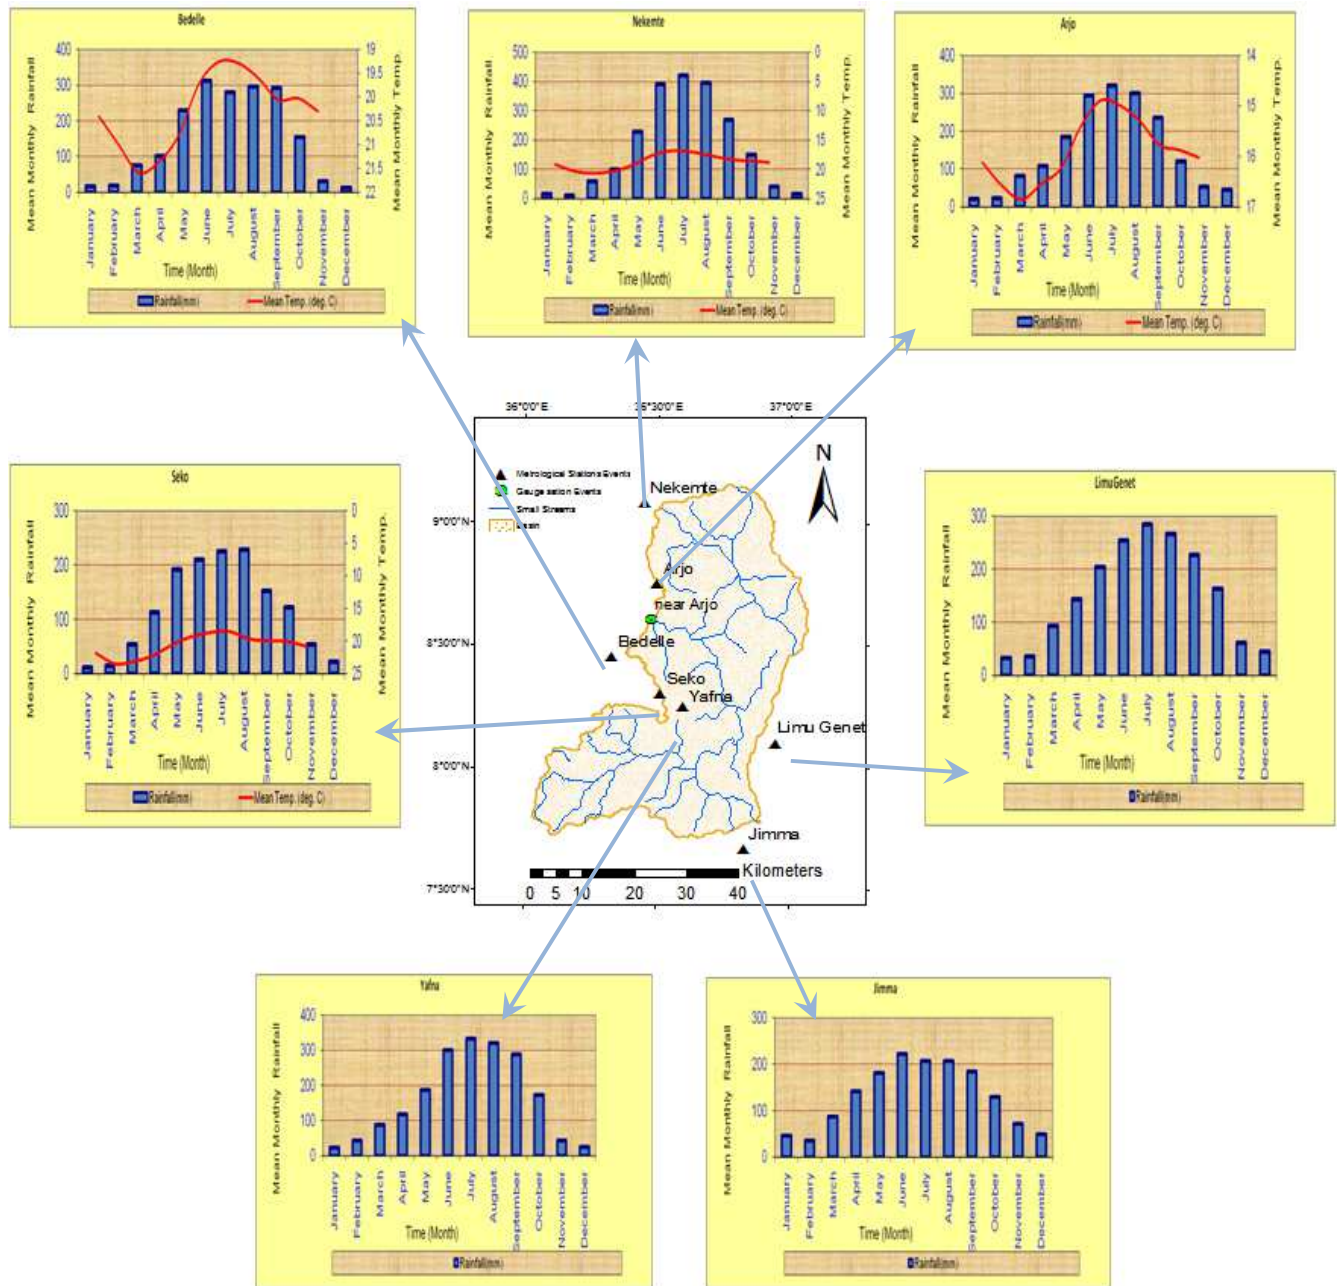 Bedelle
Mean Monthly Rainfall
400
300
200
100
0
19
19.5
20
20.5
21
21.5
22
Mean Monthly Temp.
January
February
March
April
May
June
July
August
September
October
November
December
Time (Month)
Rainfall(mm)
Mean Temp. (deg. C)
Nekemte
Mean Monthly Rainfall
500
400
300
200
100
0
0
5
10
15
20
25
Mean Monthly Temp.
January
February
March
April
May
June
July
August
September
October
November
December
Time (Month)
Rainfall(mm)
Mean Temp. (deg. C)
Arjo
Mean Monthly Rainfall
400
300
200
100
0
14
15
16
17
Mean Monthly Temp.
January
February
March
April
May
June
July
August
September
October
November
December
Time (Month)
Rainfall(mm)
Mean Temp. (deg. C)
36°0'0"E
36°30'0"E
37°0'0"E
9°0'0"N
8°30'0"N
8°0'0"N
7°30'0"N
Metrological Stations Events
Gauge sation Events
Small Streams
Basin
N
Nekemte
Arjo
near Arjo
Bedelle
Seko
Yafna
Limu Genet
Jimma
Kilometers
0 5 10 20 30 40
Seko
Mean Monthly Rainfall
300
200
100
0
0
5
10
15
20
25
Mean Monthly Temp.
January
February
March
April
May
June
July
August
September
October
November
December
Time (Month)
Rainfall(mm)
Mean Temp. (deg. C)
LimuGenet
Mean Monthly Rainfall
300
200
100
0
January
February
March
April
May
June
July
August
September
October
November
December
Time (Month)
Rainfall(mm)
Yafna
Mean Monthly Rainfall
400
300
200
100
0
January
February
March
April
May
June
July
August
September
October
November
December
Time (Month)
Rainfall(mm)
Jimma
Mean Monthly Rainfall
300
200
100
0
January
February
March
April
May
June
July
August
September
October
November
December
Time (Month)
Rainfall(mm)